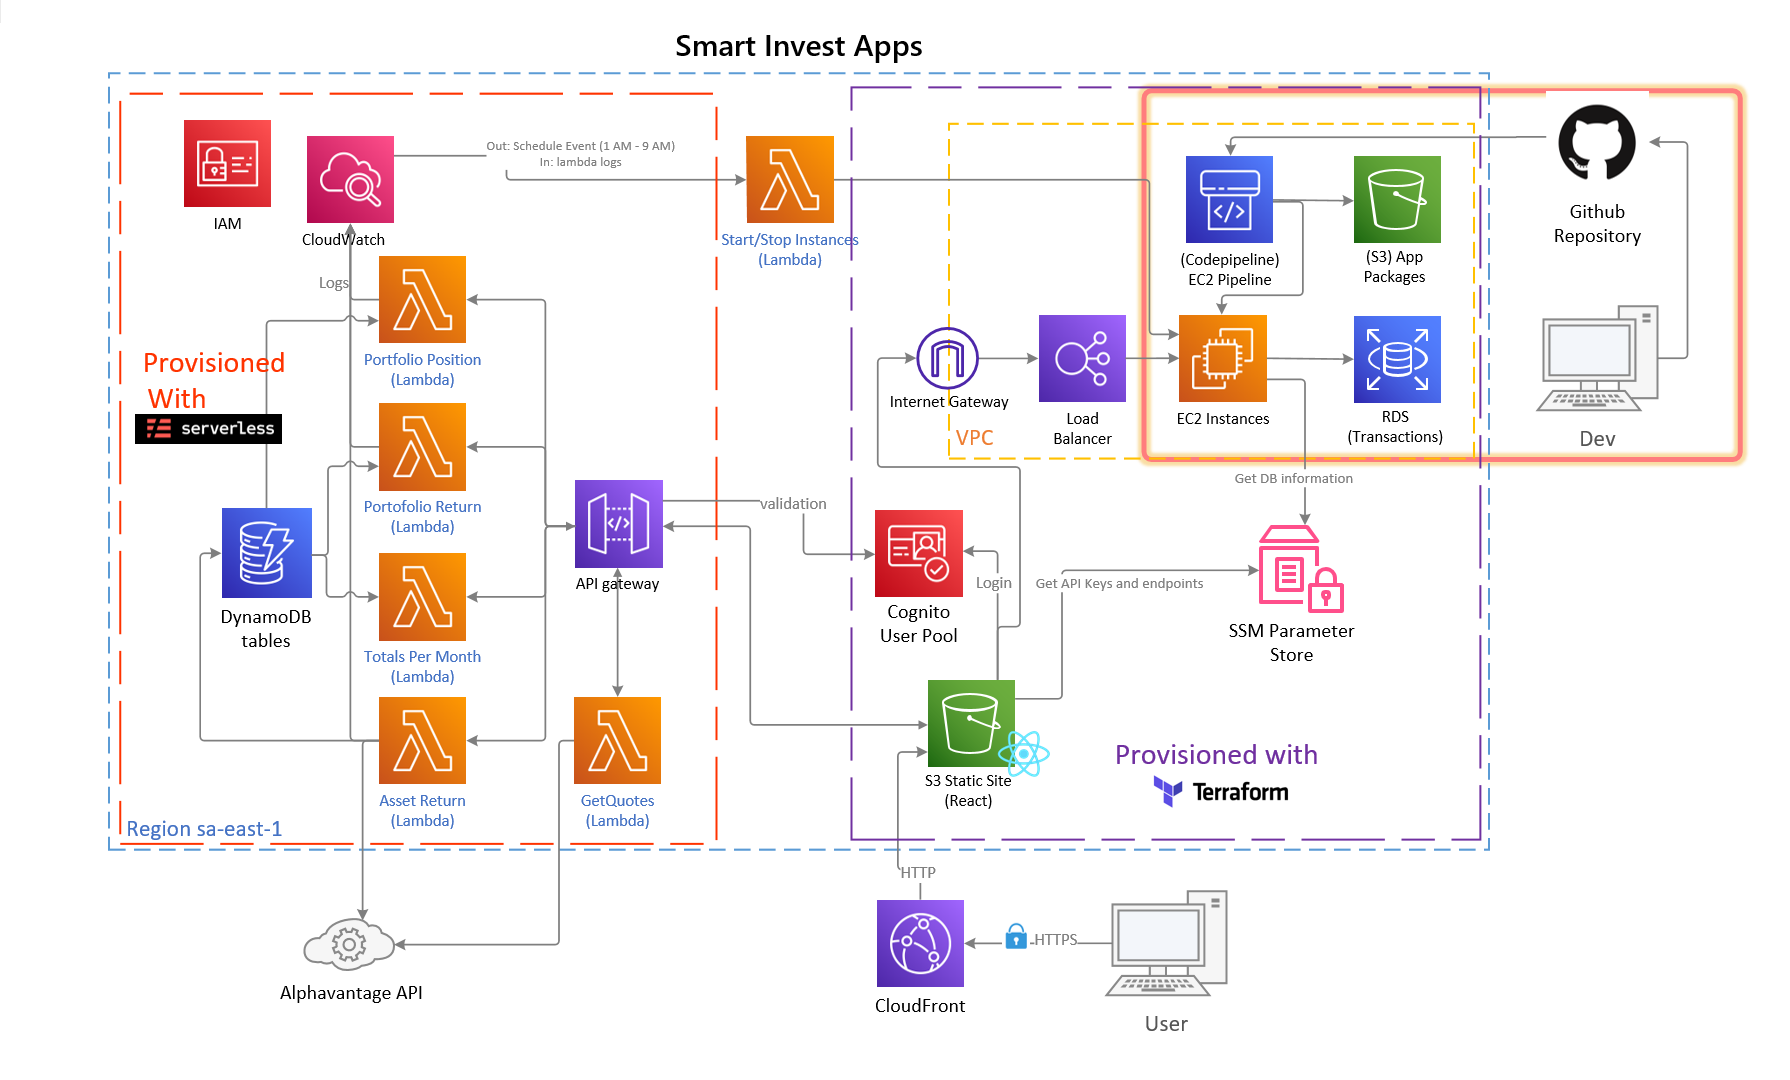 Smart Invest Apps
IAM
CloudWatch
Out: Schedule Event (1 AM - 9 AM)
In: lambda logs
Start/Stop Instances
(Lambda)
(Codepipeline)
EC2 Pipeline
(S3) App
Packages
Github
Repository
Logs
Portfolio Position
(Lambda)
Provisioned
With
serverless
Internet Gateway
VPC
Load
Balancer
EC2 Instances
RDS
(Transactions)
Dev
Get DB information
Portofolio Return
(Lambda)
validation
API gateway
DynamoDB
tables
Login
Cognito
User Pool
Get API Keys and endpoints
SSM Parameter
Store
Totals Per Month
(Lambda)
Asset Return
(Lambda)
GetQuotes
(Lambda)
S3 Static Site
(React)
Provisioned with
Terraform
Region sa-east-1
HTTP
HTTPS
Alphavantage API
CloudFront
User